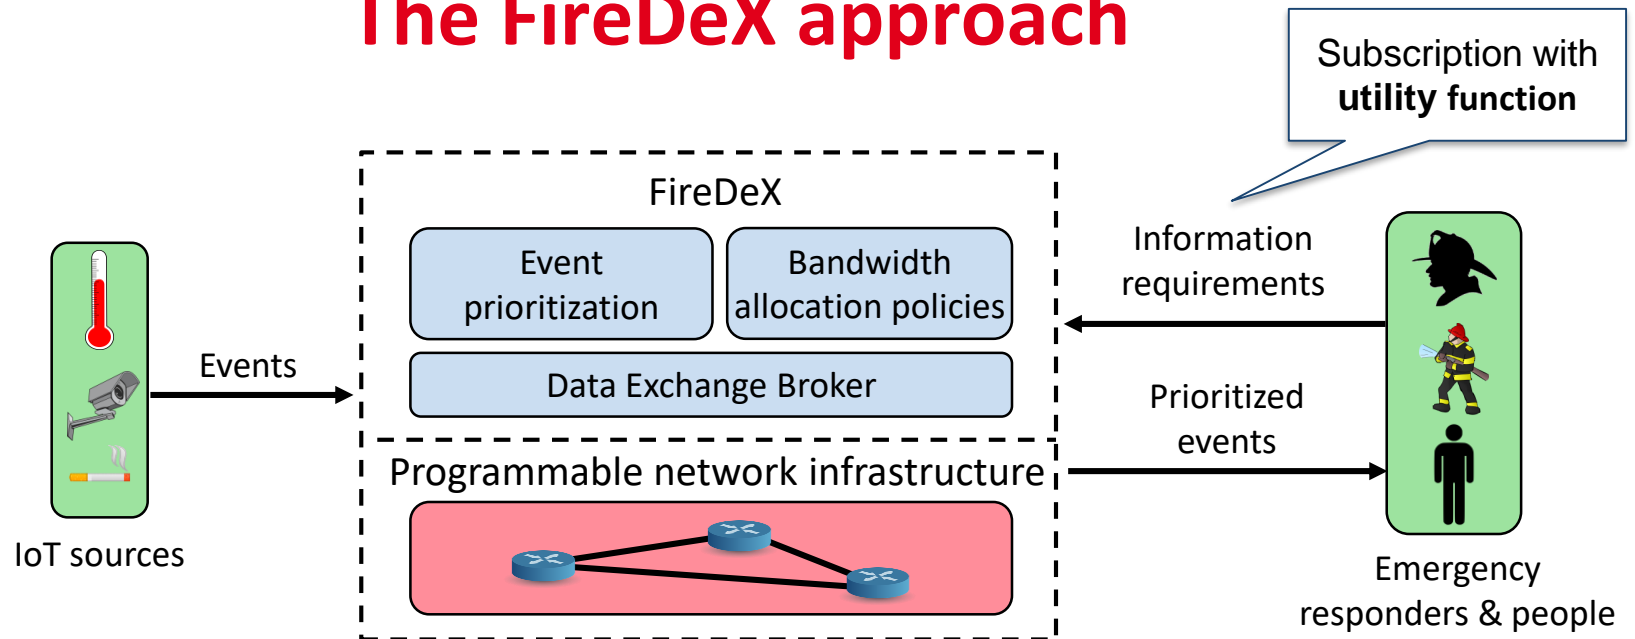 The FireDeX approach
Subscription with
utility function
FireDeX
Event
prioritization
Bandwidth
allocation policies
Data Exchange Broker
Programmable network infrastructure
Events
IoT sources
Information
requirements
Prioritized
events
Emergency
responders & people